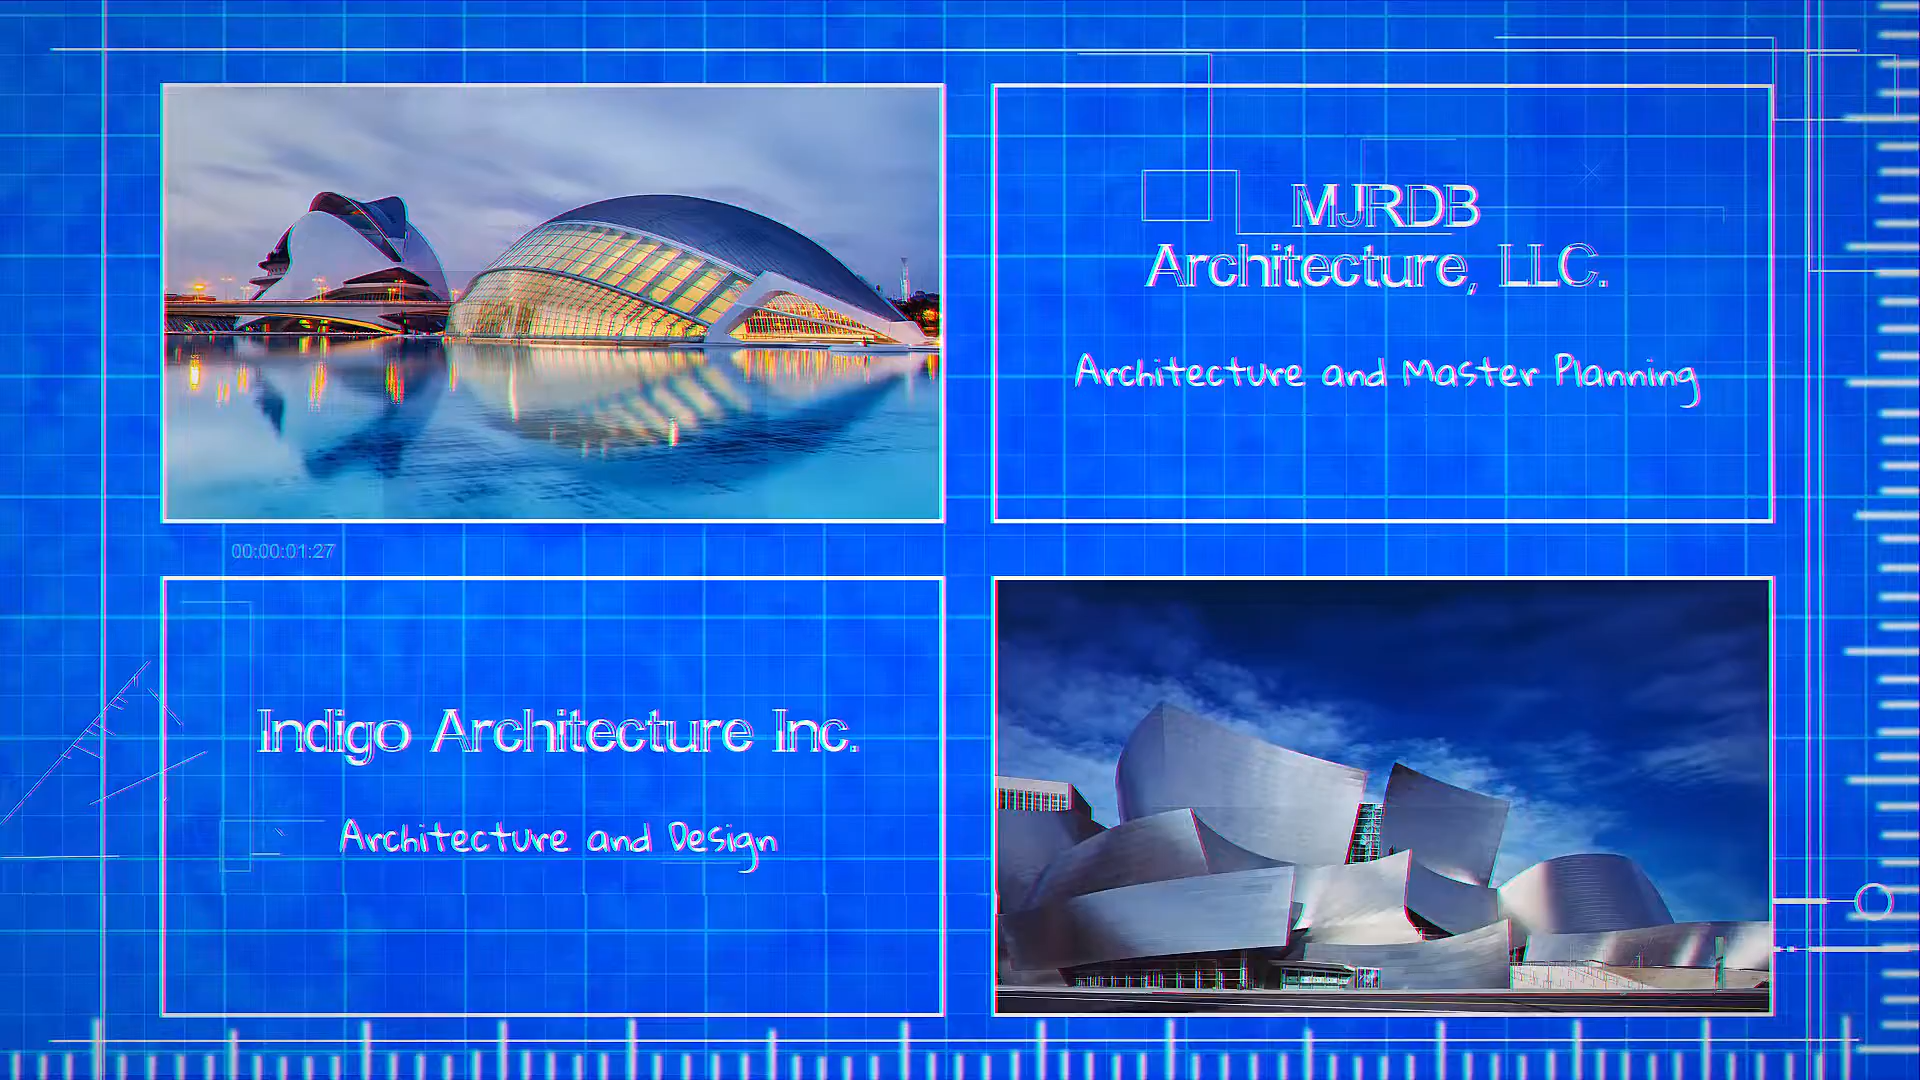 MJRDB
Architecture, LLC.
Architecture and Master Planning
00:00:01:27
Indigo Architecture Inc.
Architecture and Design